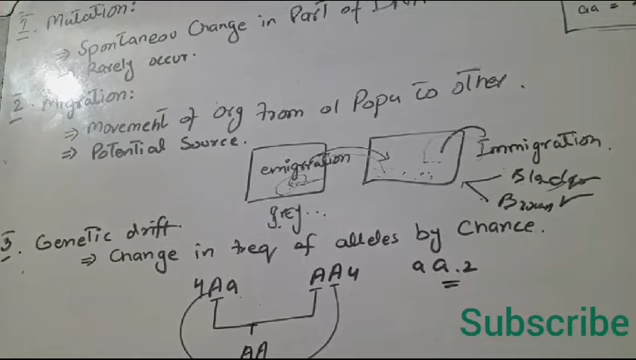 1. Mutation:
⇒ Spontaneou Change in Part of
aa =
⇒ Rarely occur.
2. Migration:
⇒ Movement of org from o1 Popu to other.
⇒ Potential Source.
emigration
Immigration.
Brown
grey...
3. Genetic drift
⇒ Change in freq of alleles by Chance.
4Aa AA4 aa.2
AA
Subscribe